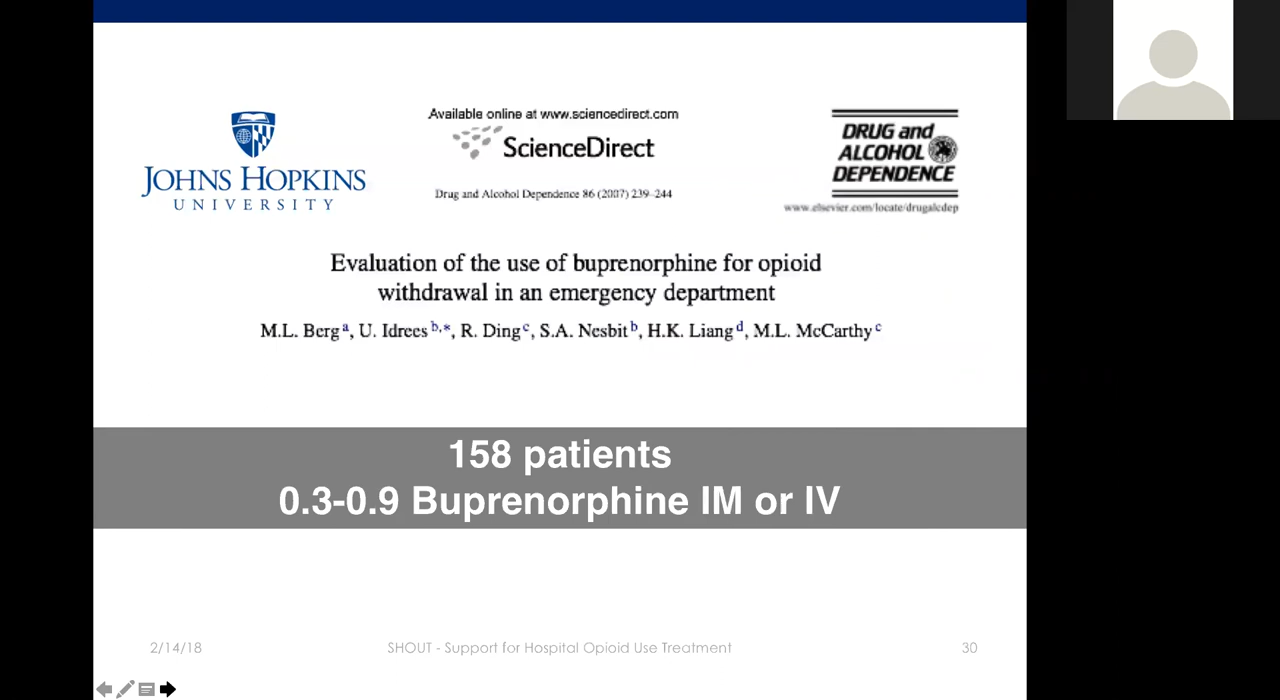 Available online at www.sciencedirect.com
ScienceDirect
JOHNS HOPKINS
UNIVERSITY
Drug and Alcohol Dependence 86 (2007) 239–244
DRUG and
ALCOHOL
DEPENDENCE
www.elsevier.com/locate/drugalcdep
Evaluation of the use of buprenorphine for opioid
withdrawal in an emergency department
M.L. Berg a, U. Idrees b,*, R. Ding c, S.A. Nesbit b, H.K. Liang d, M.L. McCarthy c
158 patients
0.3-0.9 Buprenorphine IM or IV
2/14/18 SHOUT - Support for Hospital Opioid Use Treatment 30